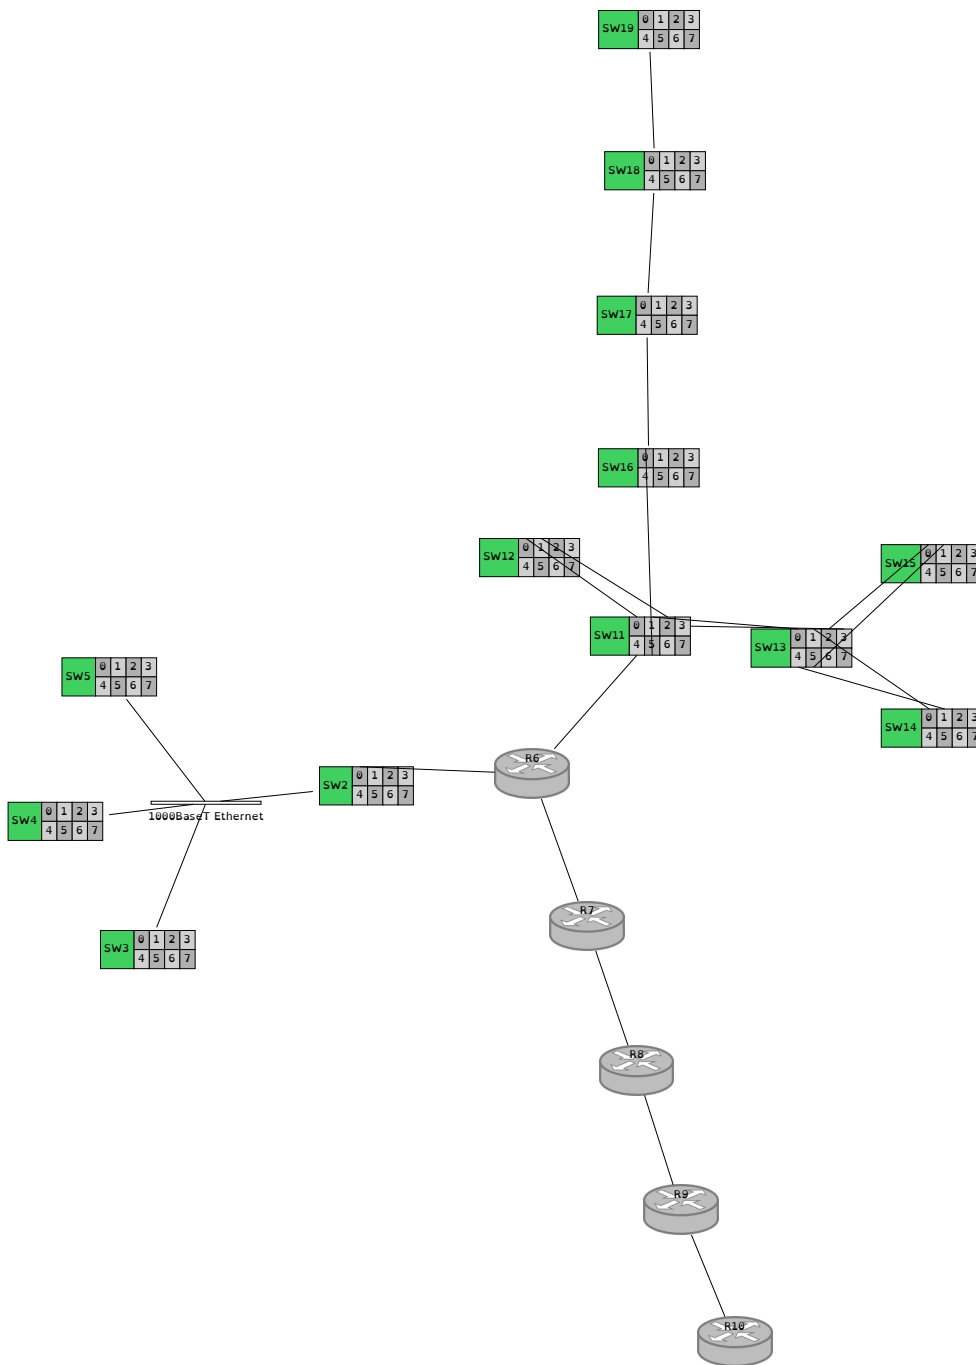 SW19 0 1 2 3
4 5 6 7
SW18 0 1 2 3
4 5 6 7
SW17 0 1 2 3
4 5 6 7
SW16 0 1 2 3
4 5 6 7
SW12 0 1 2 3
4 5 6 7
SW15 0 1 2 3
4 5 6 7
SW11 0 1 2 3
4 5 6 7
SW13 0 1 2 3
4 5 6 7
SW5 0 1 2 3
4 5 6 7
SW14 0 1 2 3
4 5 6 7
R6
SW2 0 1 2 3
4 5 6 7
1000BaseT Ethernet
SW4 0 1 2 3
4 5 6 7
R7
SW3 0 1 2 3
4 5 6 7
R8
R9
R10